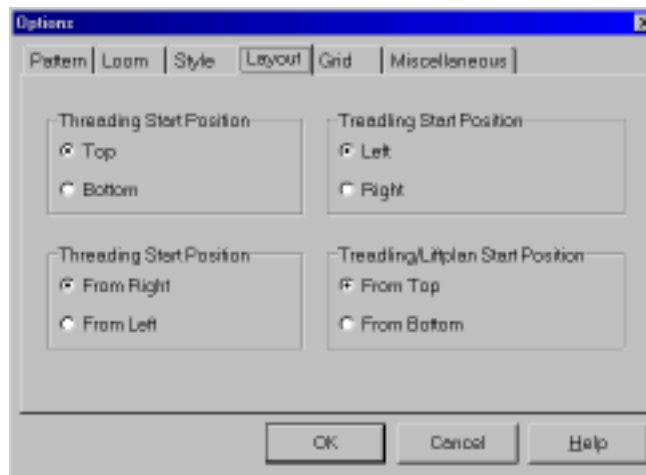 Options
Pattern Loom Style Layout Grid Miscellaneous
Threading Start Position
Top
Bottom
Treadling Start Position
Left
Right
Threading Start Position
From Right
From Left
Treadling/Liftplan Start Position
From Top
From Bottom
OK Cancel Help